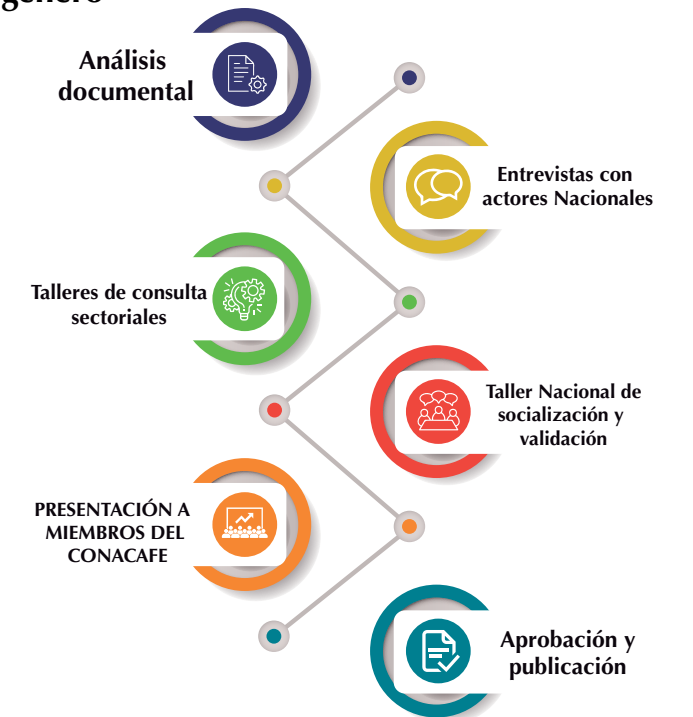 género
Análisis
documental
Entrevistas con
actores Nacionales
Talleres de consulta
sectoriales
Taller Nacional de
socialización y
validación
PRESENTACIÓN A
MIEMBROS DEL
CONACAFE
Aprobación y
publicación